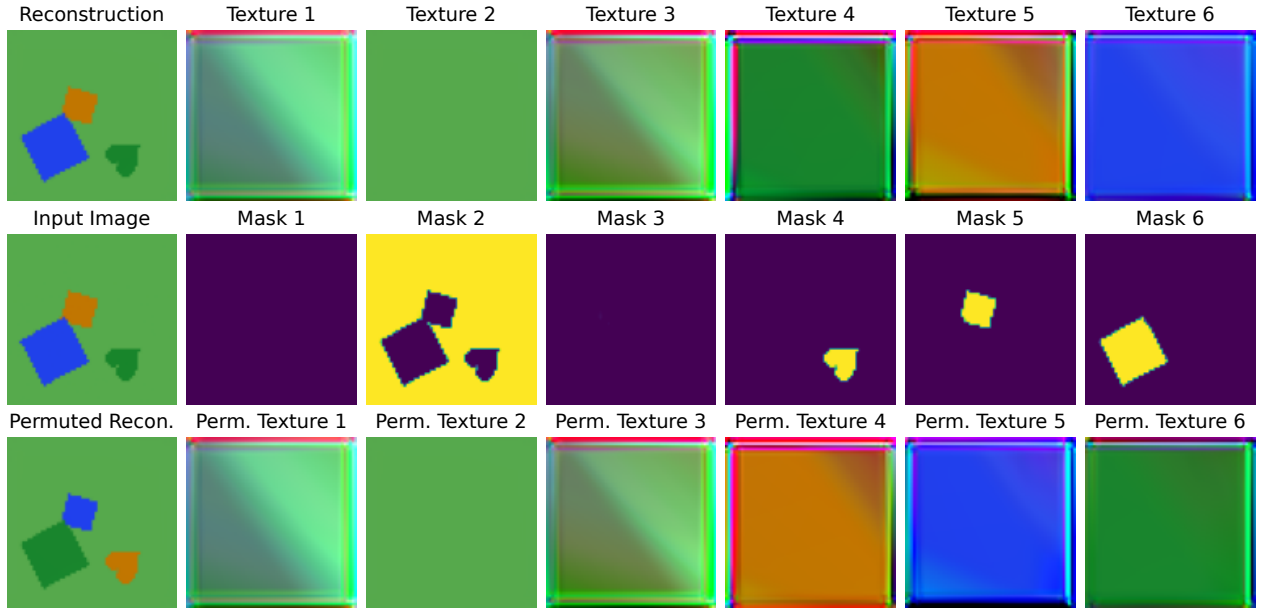 Reconstruction Texture 1 Texture 2 Texture 3 Texture 4 Texture 5 Texture 6
Input Image Mask 1 Mask 2 Mask 3 Mask 4 Mask 5 Mask 6
Permuted Recon. Perm. Texture 1 Perm. Texture 2 Perm. Texture 3 Perm. Texture 4 Perm. Texture 5 Perm. Texture 6